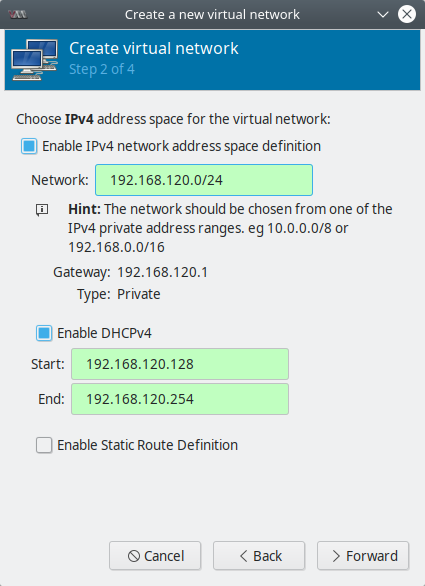 Create a new virtual network
Create virtual network
Step 2 of 4
Choose IPv4 address space for the virtual network:
Enable IPv4 network address space definition
Network: 192.168.120.0/24
Hint: The network should be chosen from one of the
IPv4 private address ranges. eg 10.0.0.0/8 or
192.168.0.0/16
Gateway: 192.168.120.1
Type: Private
Enable DHCPv4
Start: 192.168.120.128
End: 192.168.120.254
Enable Static Route Definition
Cancel Back Forward